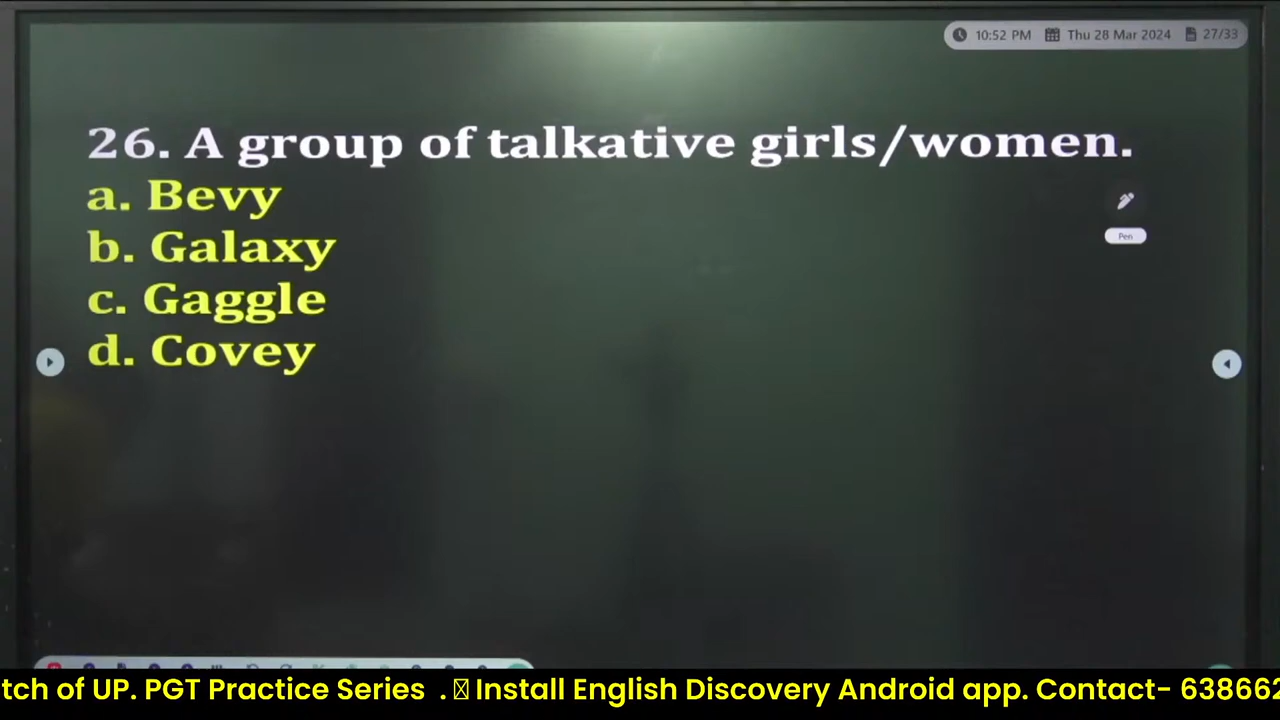 10:52 PM Thu 28 Mar 2024 27/33
26. A group of talkative girls/women.
a. Bevy
b. Galaxy
c. Gaggle
d. Covey
Pen
tch of UP. PGT Practice Series . Install English Discovery Android app. Contact- 638662